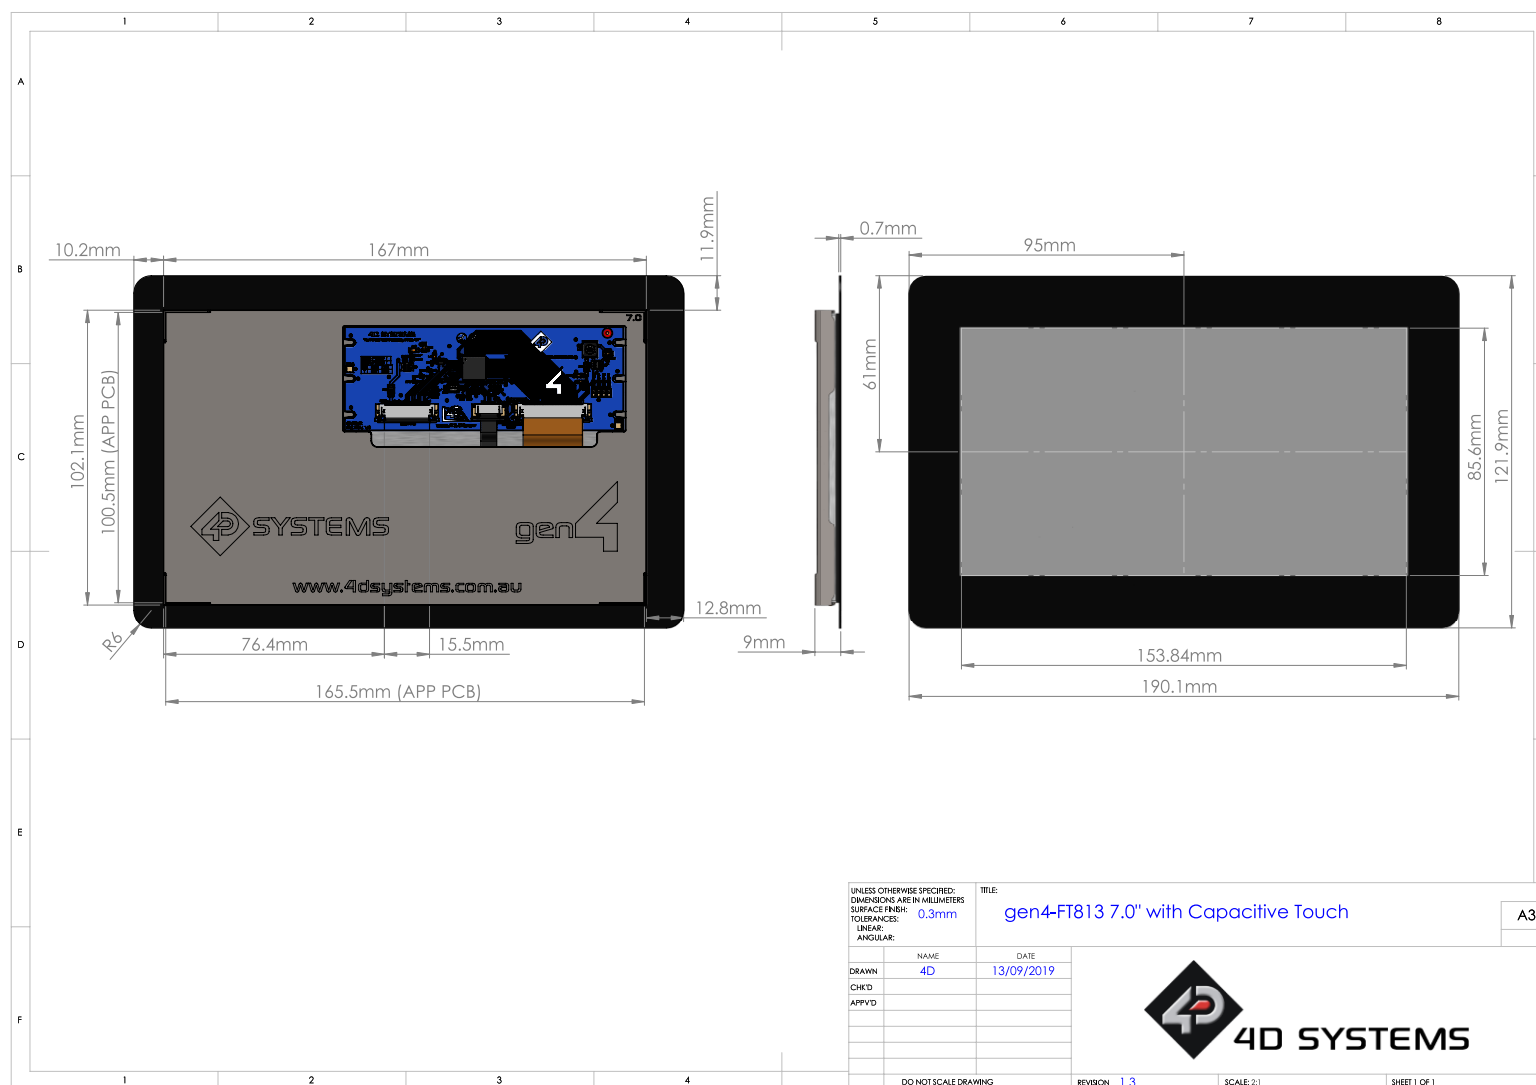 1 2 3 4 5 6 7 8
A
B
C
D
E
F
10.2mm
167mm
11.9mm
0.7mm
95mm
7.0
4D SYSTEMS
4
61mm
102.1mm
100.5mm (APP PCB)
85.6mm
121.9mm
4D SYSTEMS
gen4
www.4dsystems.com.au
R6
12.8mm
76.4mm
15.5mm
9mm
153.84mm
165.5mm (APP PCB)
190.1mm
UNLESS OTHERWISE SPECIFIED:
DIMENSIONS ARE IN MILLIMETERS
SURFACE FINISH: 0.3mm
TOLERANCES:
LINEAR:
ANGULAR:
TITLE:
gen4-FT813 7.0" with Capacitive Touch
A3
NAME DATE
DRAWN 4D 13/09/2019
CHK'D
APPV'D
4D SYSTEMS
DO NOT SCALE DRAWING
REVISION 1.3
SCALE: 2:1
SHEET 1 OF 1
1 2 3 4